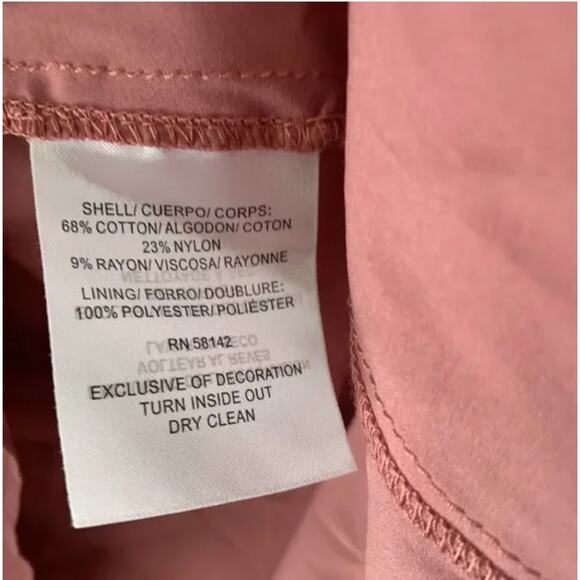 SHELL/ CUERPO/ CORPS:
68% COTTON/ ALGODON/ COTON
23% NYLON
9% RAYON/ VISCOSA/ RAYONNE
LINING/ FORRO/ DOUBLURE:
100% POLYESTER/ POLIÉSTER
RN 58142
EXCLUSIVE OF DECORATION
TURN INSIDE OUT
DRY CLEAN